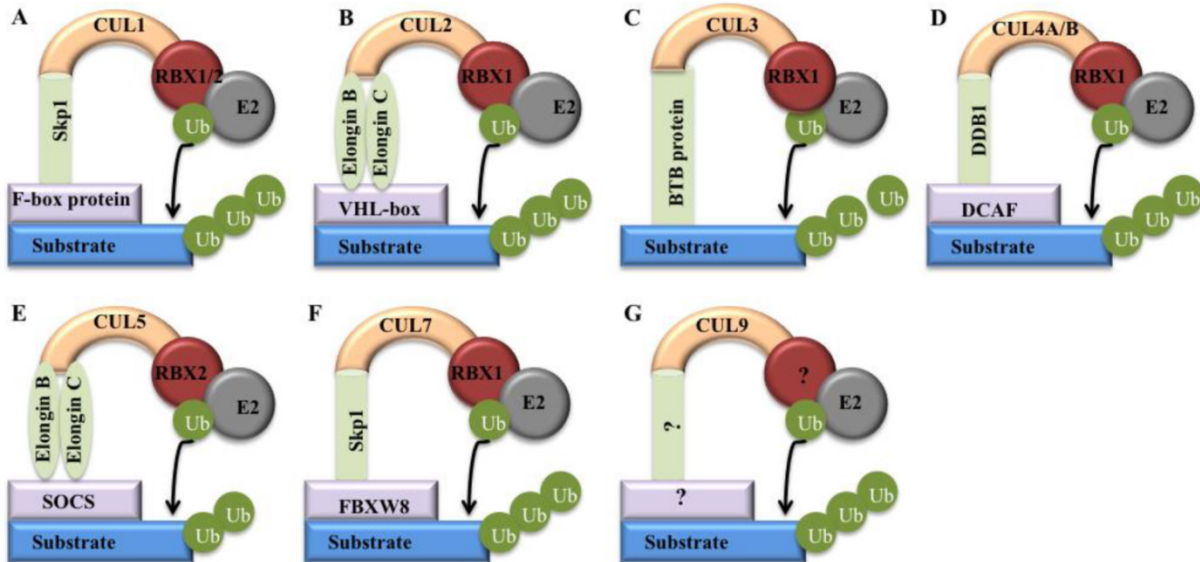 A
CUL1
RBX1/2
E2
Ub
Skp1
F-box protein
Substrate
Ub
Ub
Ub
Ub
B
CUL2
RBX1
E2
Ub
Elongin B
Elongin C
VHL-box
Substrate
Ub
Ub
Ub
Ub
C
CUL3
RBX1
E2
Ub
BTB protein
Substrate
Ub
Ub
Ub
D
CUL4A/B
RBX1
E2
Ub
DDB1
DCAF
Substrate
Ub
Ub
Ub
E
CUL5
RBX2
E2
Ub
Elongin B
Elongin C
SOCS
Substrate
Ub
Ub
F
CUL7
RBX1
E2
Ub
Skp1
FBXW8
Substrate
Ub
Ub
Ub
G
CUL9
?
E2
Ub
?
?
Substrate
Ub
Ub
Ub